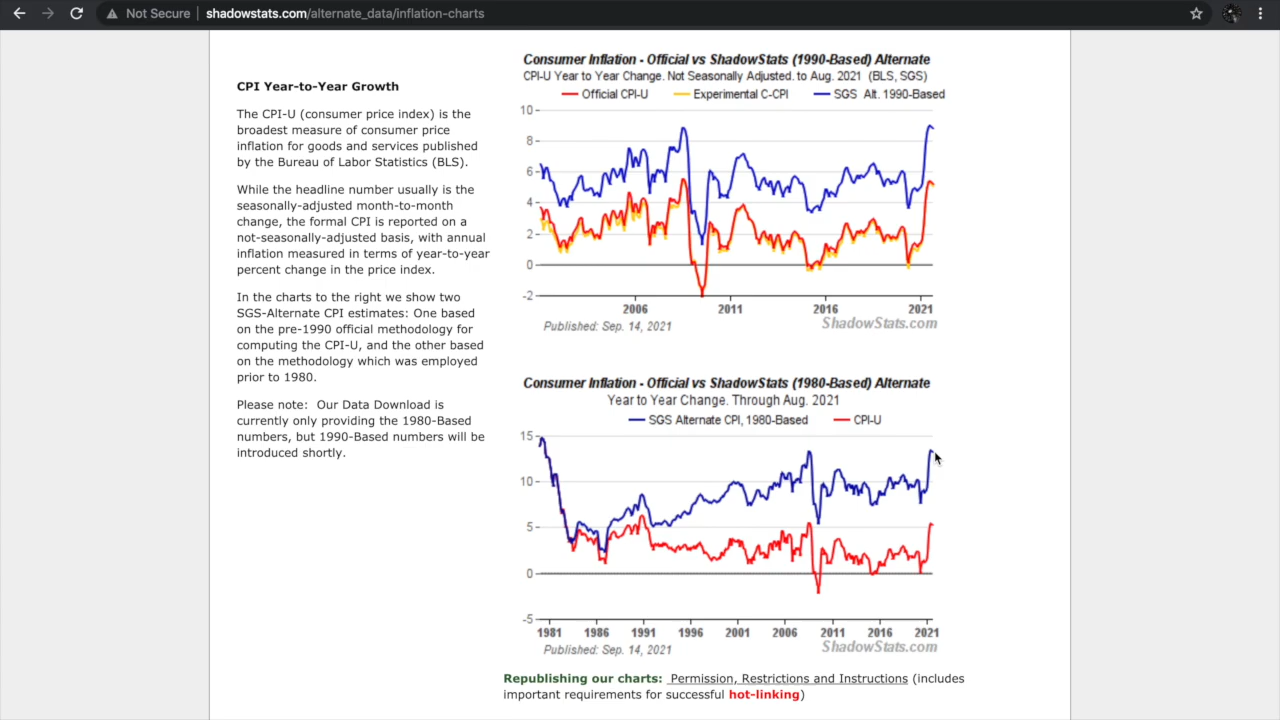 Not Secure | shadowstats.com/alternate_data/inflation-charts
CPI Year-to-Year Growth
The CPI-U (consumer price index) is the
broadest measure of consumer price
inflation for goods and services published
by the Bureau of Labor Statistics (BLS).
While the headline number usually is the
seasonally-adjusted month-to-month
change, the formal CPI is reported on a
not-seasonally-adjusted basis, with annual
inflation measured in terms of year-to-year
percent change in the price index.
In the charts to the right we show two
SGS-Alternate CPI estimates: One based
on the pre-1990 official methodology for
computing the CPI-U, and the other based
on the methodology which was employed
prior to 1980.
Please note: Our Data Download is
currently only providing the 1980-Based
numbers, but 1990-Based numbers will be
introduced shortly.
Consumer Inflation - Official vs ShadowStats (1990-Based) Alternate
CPI-U Year to Year Change. Not Seasonally Adjusted. to Aug. 2021 (BLS, SGS)
Official CPI-U Experimental C-CPI SGS Alt. 1990-Based
10
8
6
4
2
0
-2
2006 2011 2016 2021
Published: Sep. 14, 2021 ShadowStats.com
Consumer Inflation - Official vs ShadowStats (1980-Based) Alternate
Year to Year Change. Through Aug. 2021
SGS Alternate CPI, 1980-Based CPI-U
15
10
5
0
-5
1981 1986 1991 1996 2001 2006 2011 2016 2021
Published: Sep. 14, 2021 ShadowStats.com
Republishing our charts: Permission, Restrictions and Instructions (includes
important requirements for successful hot-linking)